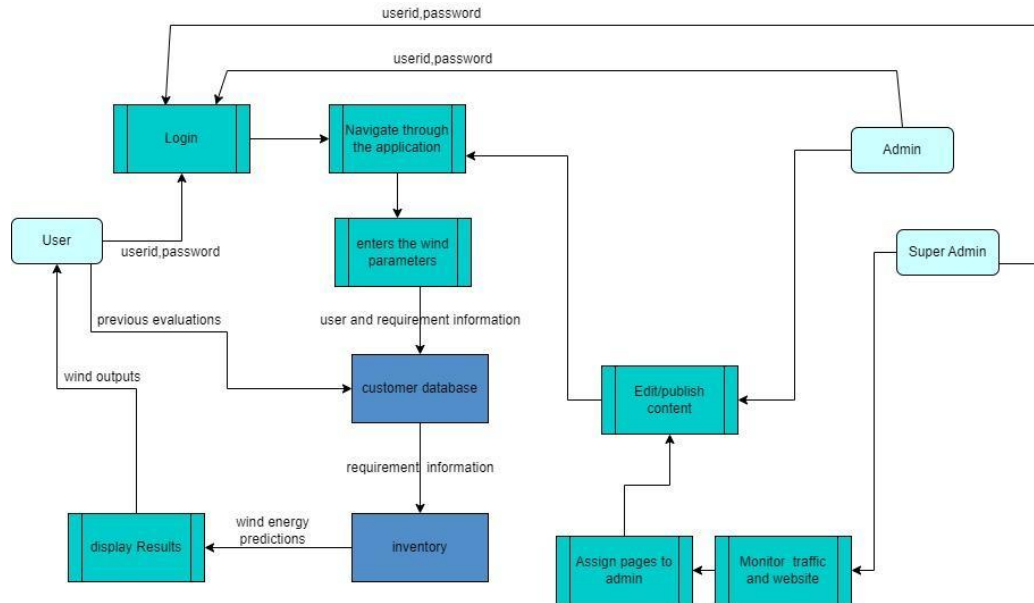 userid,password
userid,password
Login
Navigate through
the application
Admin
User
userid,password
enters the wind
parameters
Super Admin
previous evaluations
user and requirement information
wind outputs
customer database
Edit/publish
content
requirement information
wind energy
predictions
display Results
inventory
Assign pages to
admin
Monitor traffic
and website